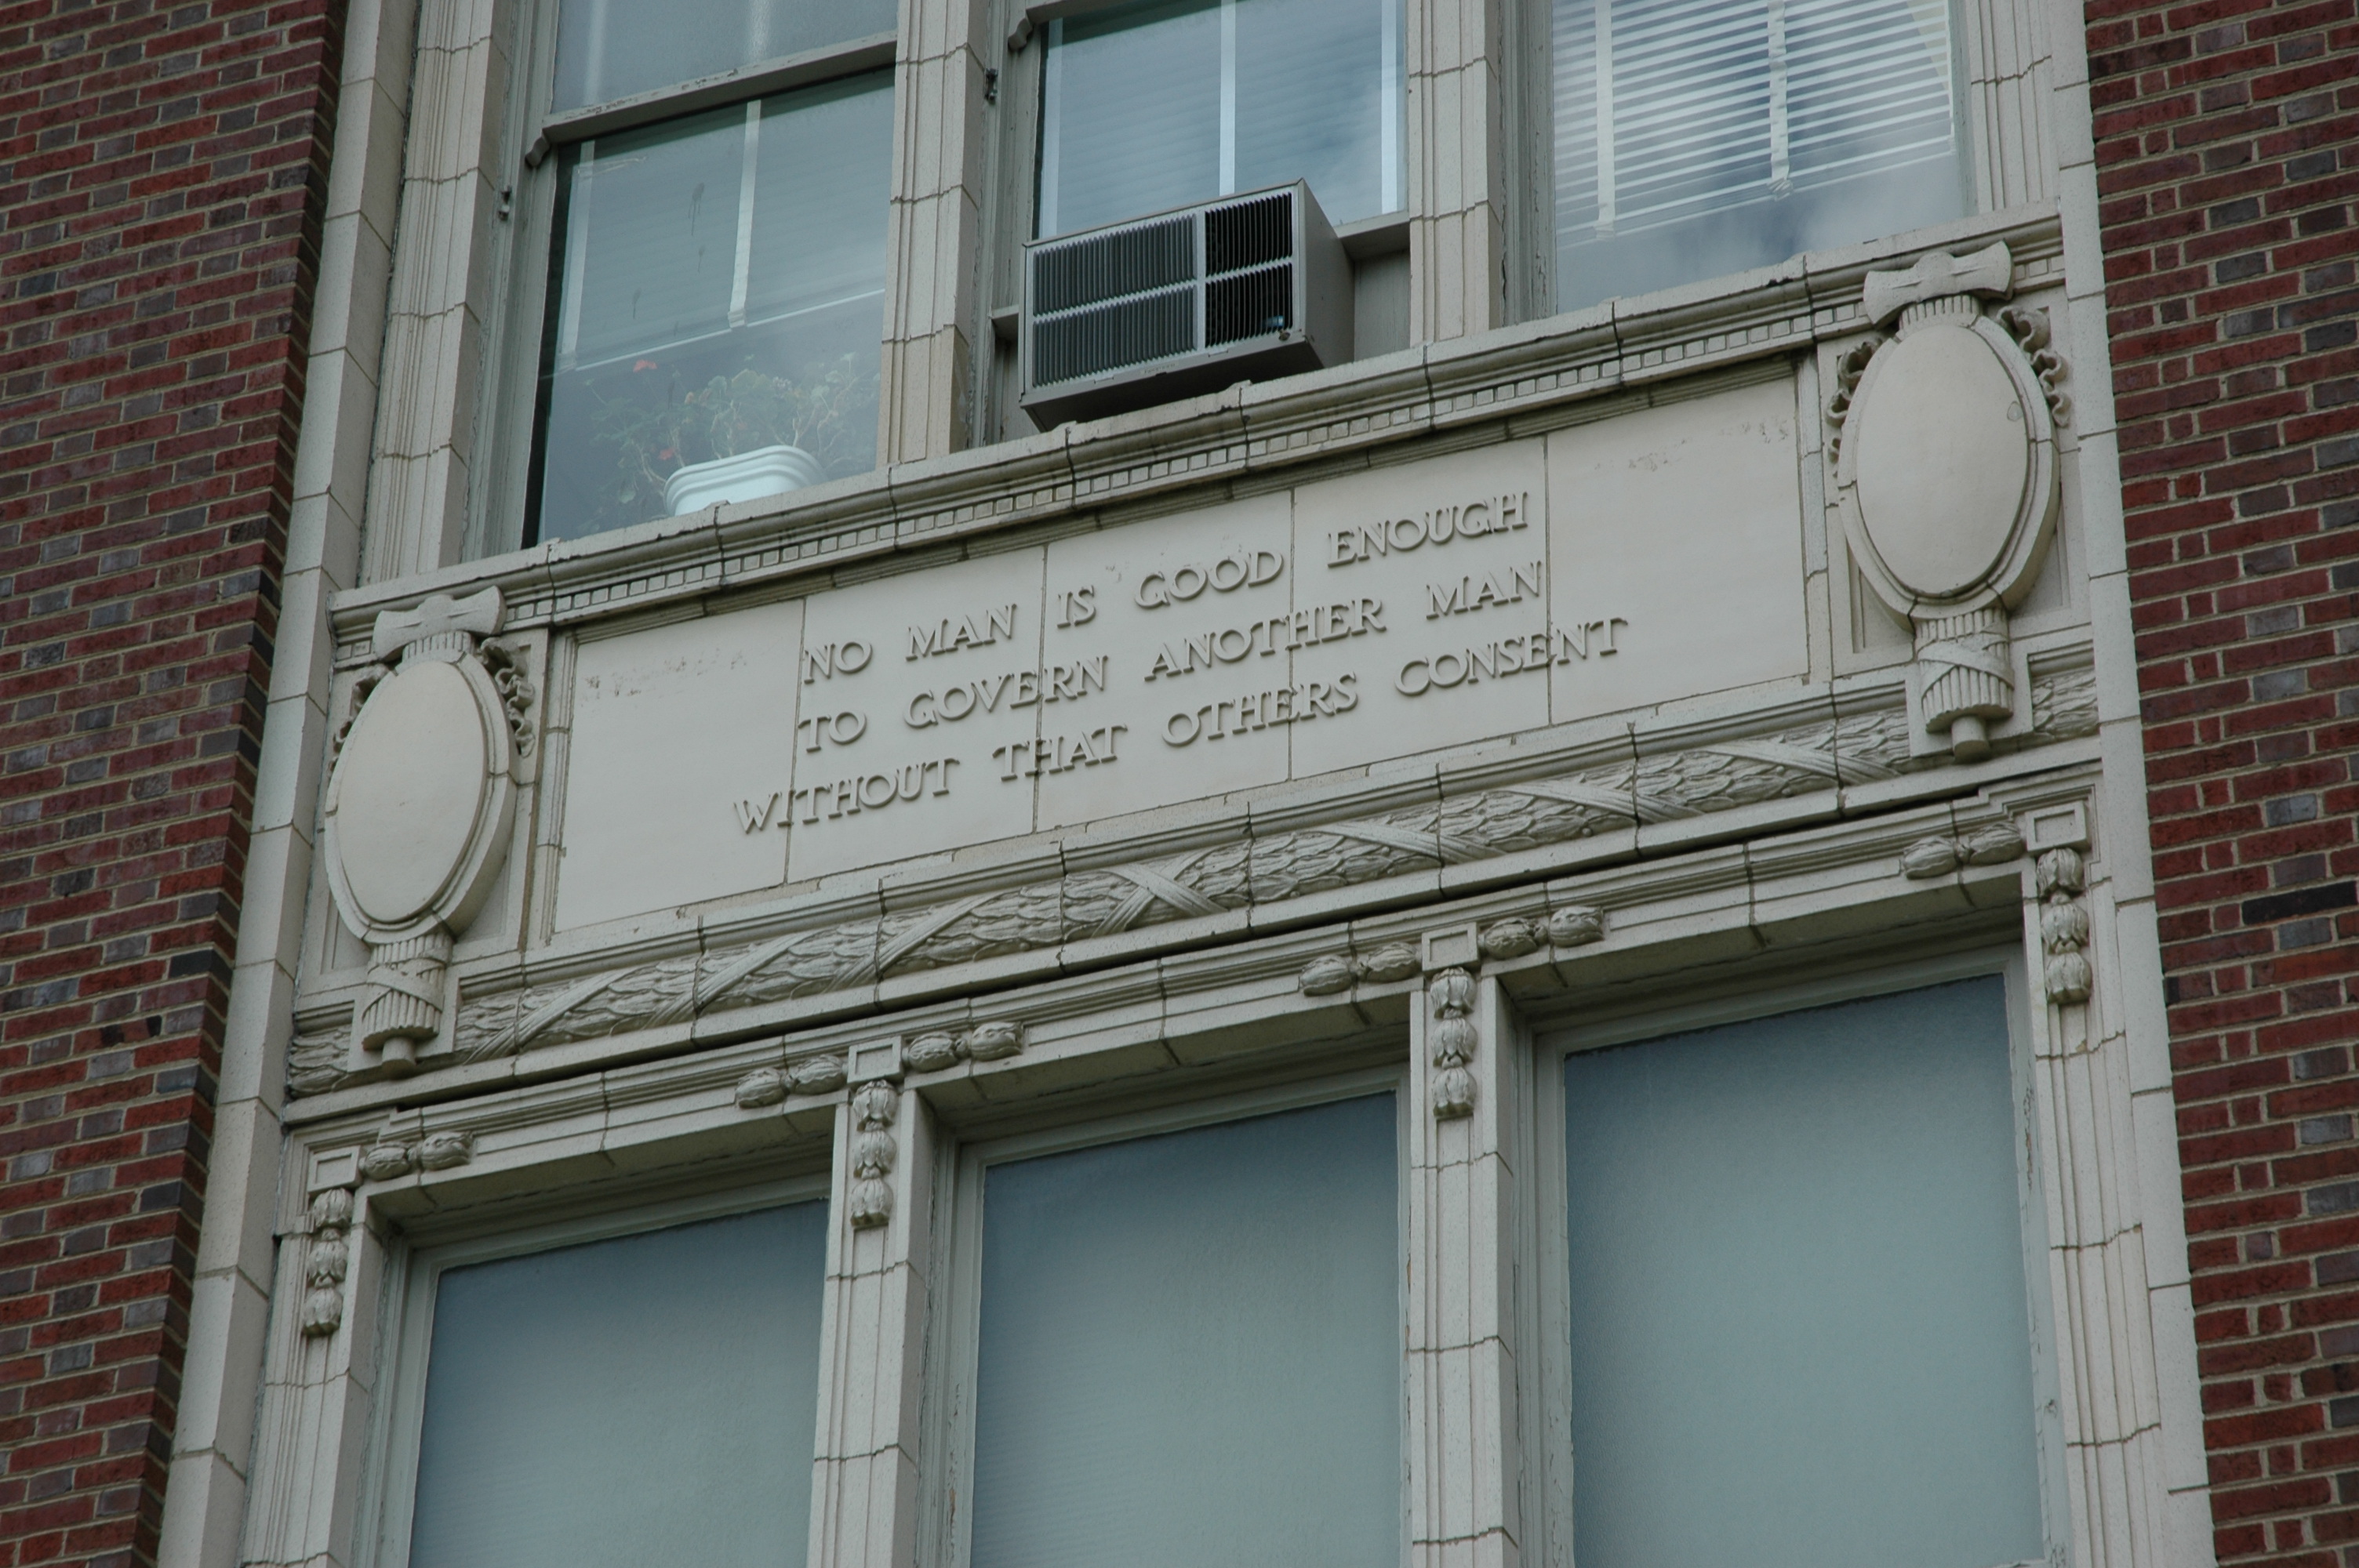 NO MAN IS GOOD ENOUGH
TO GOVERN ANOTHER MAN
WITHOUT THAT OTHERS CONSENT